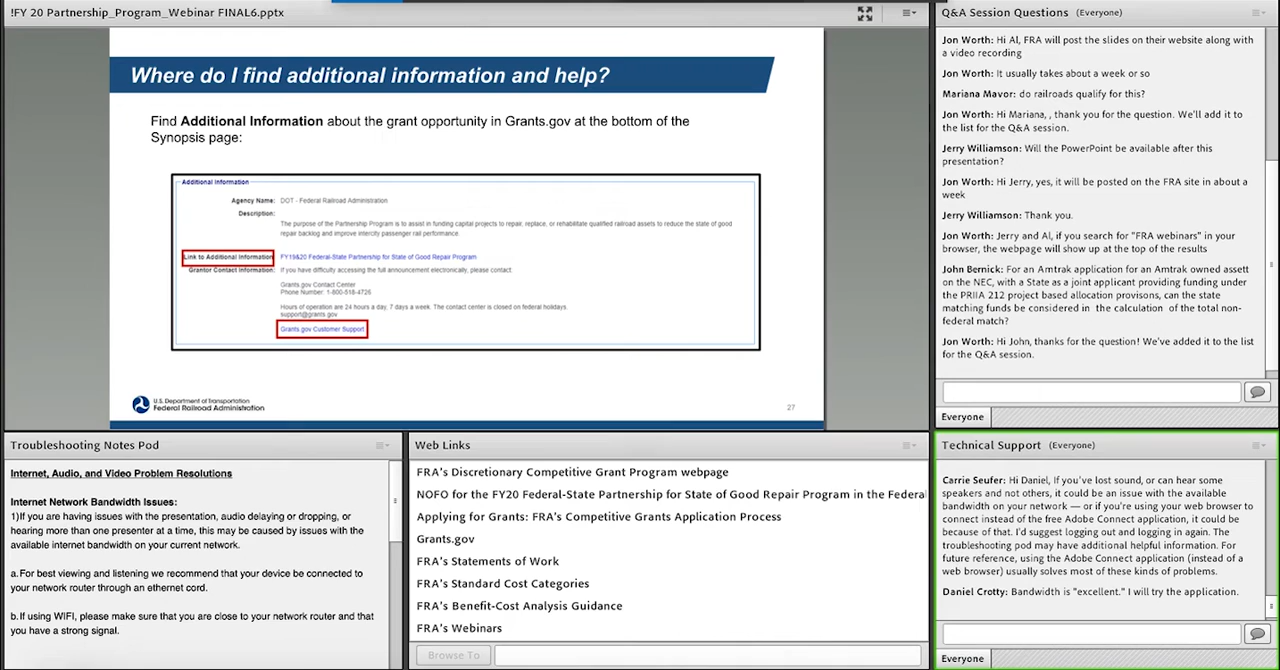 !FY 20 Partnership_Program_Webinar FINAL6.pptx
Where do I find additional information and help?
Find Additional Information about the grant opportunity in Grants.gov at the bottom of the
Synopsis page:
Additional Information
Agency Name: DOT - Federal Railroad Administration
Description:
The purpose of the Partnership Program is to assist in funding capital projects to repair, replace, or rehabilitate qualified railroad assets to reduce the state of good
repair backlog and improve intercity passenger rail performance.
Link to Additional Information: FY19&20 Federal-State Partnership for State of Good Repair Program
Grantor Contact Information: If you have difficulty accessing the full announcement electronically, please contact:
Grants.gov Contact Center
Phone Number: 1-800-518-4726
Hours of operation are 24 hours a day, 7 days a week. The contact center is closed on federal holidays.
support@grants.gov
Grants.gov Customer Support
U.S. Department of Transportation
Federal Railroad Administration
27
Q&A Session Questions (Everyone)
Jon Worth: Hi Al, FRA will post the slides on their website along with
a video recording
Jon Worth: It usually takes about a week or so
Mariana Mavor: do railroads qualify for this?
Jon Worth: Hi Mariana, , thank you for the question. We'll add it to
the list for the Q&A session.
Jerry Williamson: Will the PowerPoint be available after this
presentation?
Jon Worth: Hi Jerry, yes, it will be posted on the FRA site in about a
week
Jerry Williamson: Thank you.
Jon Worth: Jerry and Al, if you search for "FRA webinars" in your
browser, the webpage will show up at the top of the results
John Bernick: For an Amtrak application for an Amtrak owned assett
on the NEC, with a State as a joint applicant providing funding under
the PRIIA 212 project based allocation provisons, can the state
matching funds be considered in the calculation of the total non-
federal match?
Jon Worth: Hi John, thanks for the question! We've added it to the list
for the Q&A session.
Everyone
Troubleshooting Notes Pod
Internet, Audio, and Video Problem Resolutions
Internet Network Bandwidth Issues:
1)If you are having issues with the presentation, audio delaying or dropping, or
hearing more than one presenter at a time, this may be caused by issues with the
available internet bandwidth on your current network.
a.For best viewing and listening we recommend that your device be connected to
your network router through an ethernet cord.
b.If using WIFI, please make sure that you are close to your network router and that
you have a strong signal.
Web Links
FRA's Discretionary Competitive Grant Program webpage
NOFO for the FY20 Federal-State Partnership for State of Good Repair Program in the Federa
Applying for Grants: FRA's Competitive Grants Application Process
Grants.gov
FRA's Statements of Work
FRA's Standard Cost Categories
FRA's Benefit-Cost Analysis Guidance
FRA's Webinars
Browse To
Technical Support (Everyone)
Carrie Seufer: Hi Daniel, If you've lost sound, or can hear some
speakers and not others, it could be an issue with the available
bandwidth on your network — or if you're using your web browser to
connect instead of the free Adobe Connect application, it could be
because of that. I'd suggest logging out and logging in again. The
troubleshooting pod may have additional helpful information. For
future reference, using the Adobe Connect application (instead of a
web browser) usually solves most of these kinds of problems.
Daniel Crotty: Bandwidth is "excellent." I will try the application.
Everyone